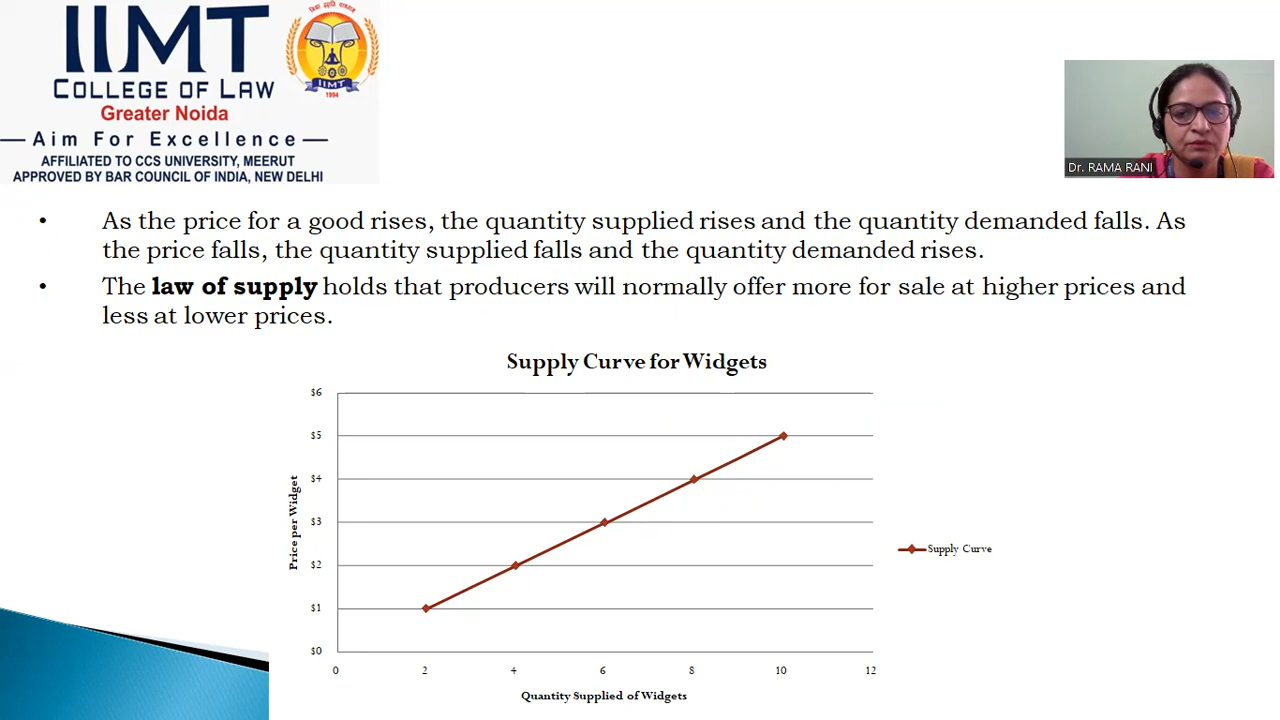 IIMT
COLLEGE OF LAW
Greater Noida
Aim For Excellence
AFFILIATED TO CCS UNIVERSITY, MEERUT
APPROVED BY BAR COUNCIL OF INDIA, NEW DELHI
IIMT
1994
Dr. RAMA RANI
• As the price for a good rises, the quantity supplied rises and the quantity demanded falls. As
the price falls, the quantity supplied falls and the quantity demanded rises.
• The law of supply holds that producers will normally offer more for sale at higher prices and
less at lower prices.
Supply Curve for Widgets
$6
$5
$4
$3
$2
$1
$0
Price per Widget
0 2 4 6 8 10 12
Quantity Supplied of Widgets
Supply Curve